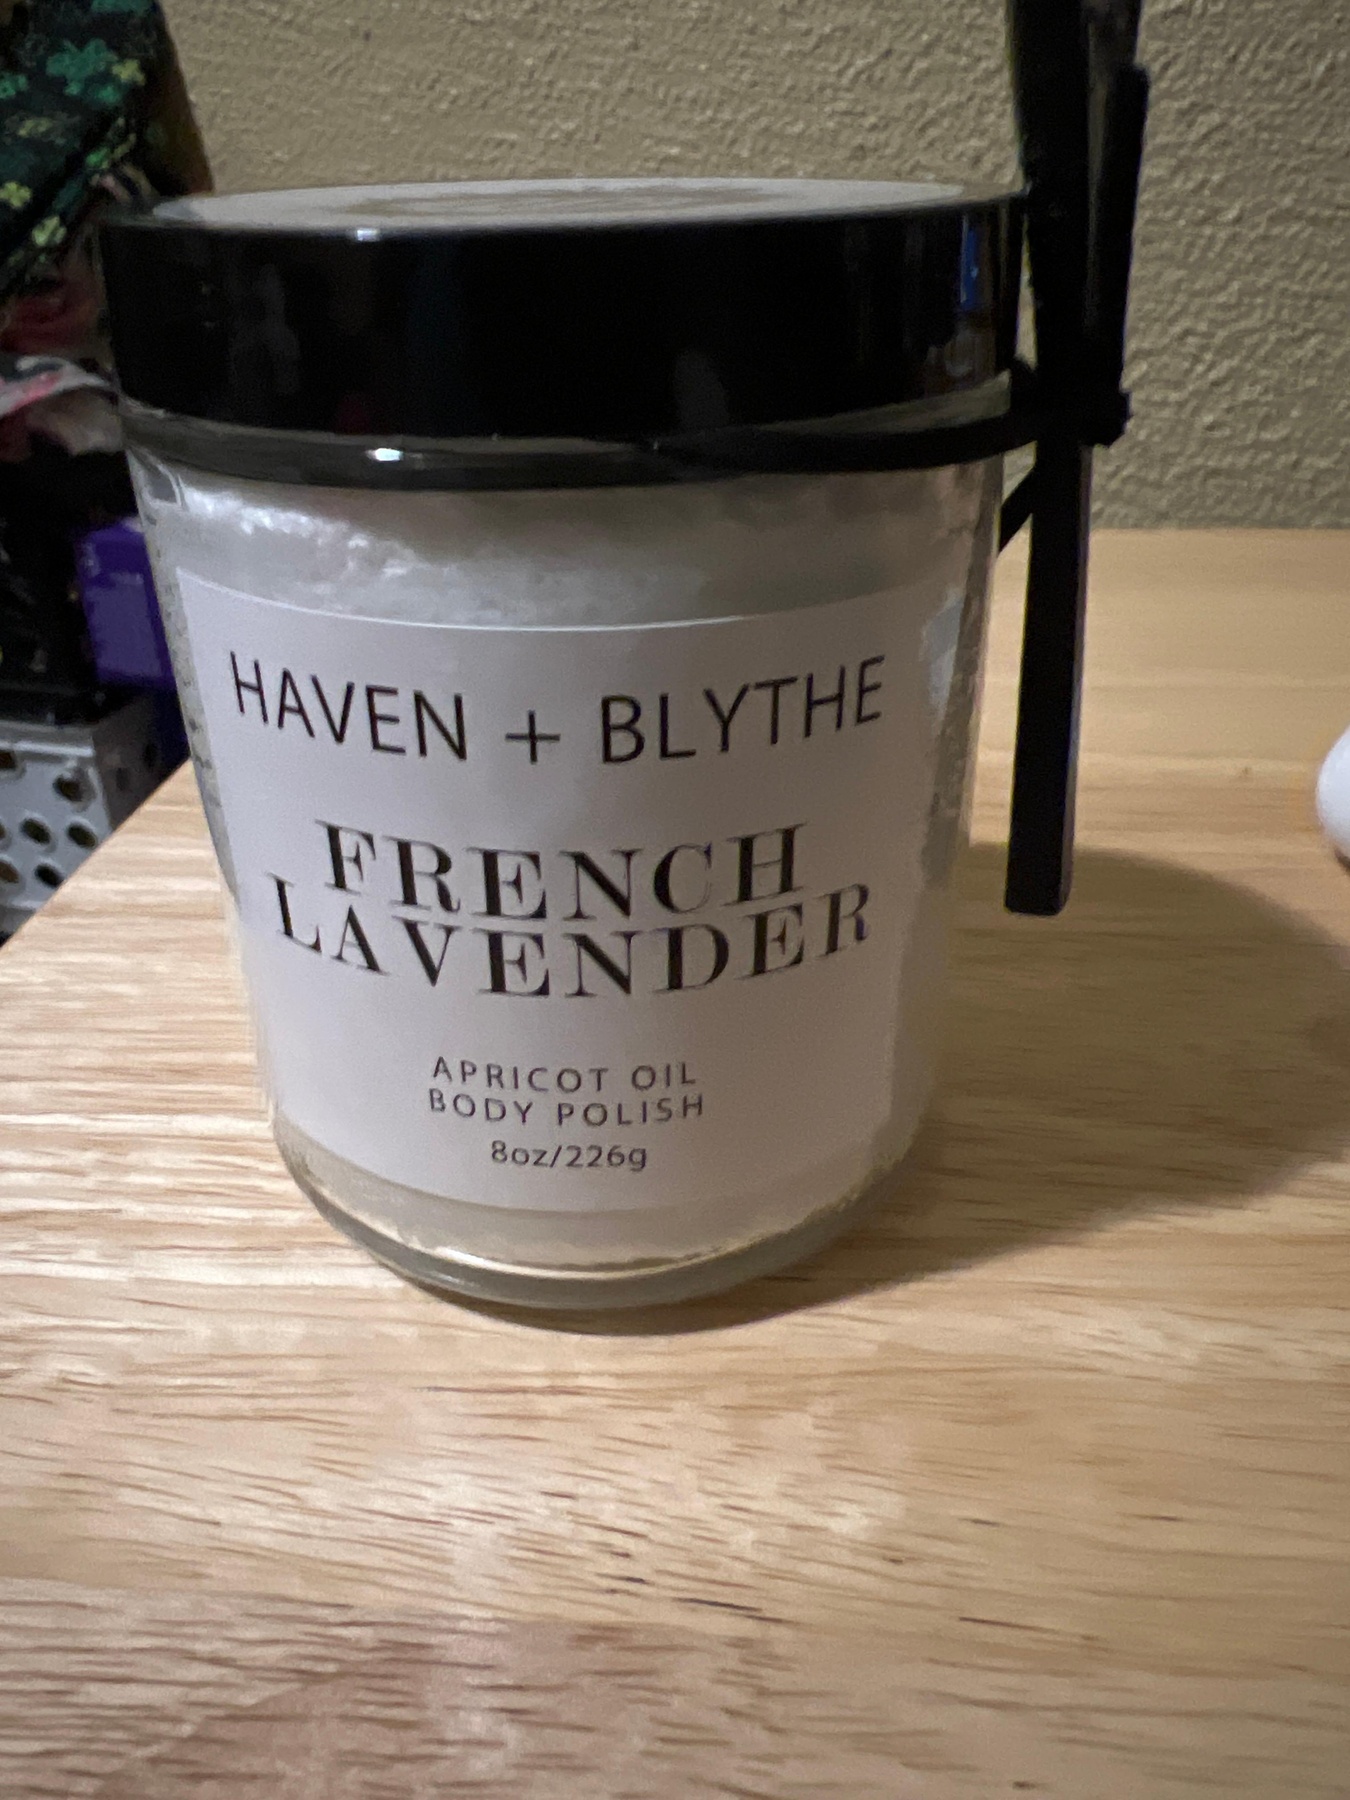 HAVEN + BLYTHE
FRENCH
LAVENDER
APRICOT OIL
BODY POLISH
8oz/226g